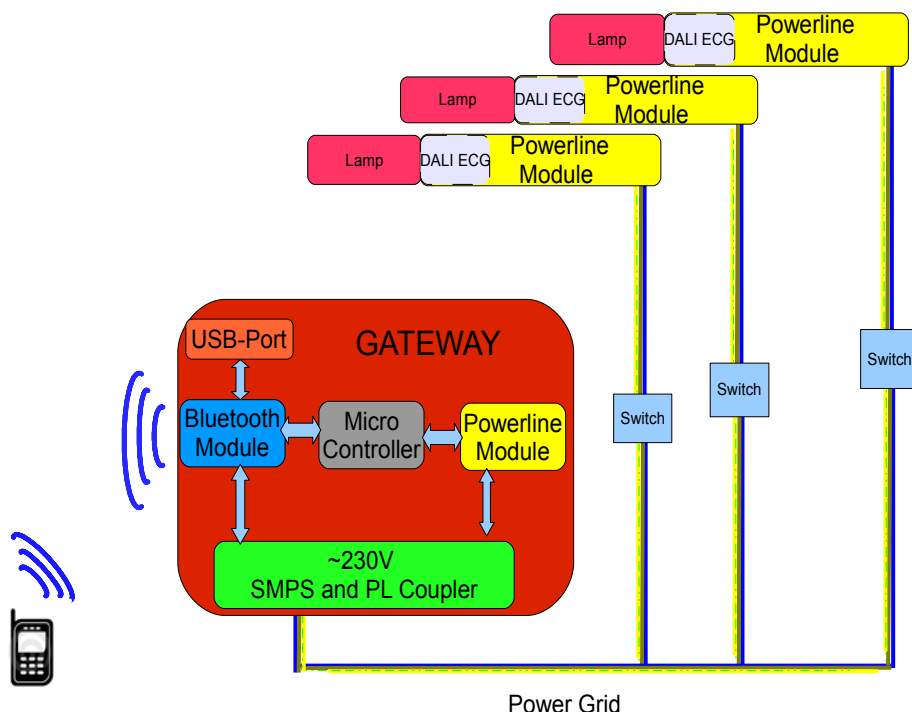 Powerline
Module
Lamp
DALI ECG
Powerline
Module
Lamp
DALI ECG
Powerline
Module
Lamp
DALI ECG
USB-Port
GATEWAY
Switch
Switch
Switch
Bluetooth
Module
Micro
Controller
Powerline
Module
~230V
SMPS and PL Coupler
Power Grid